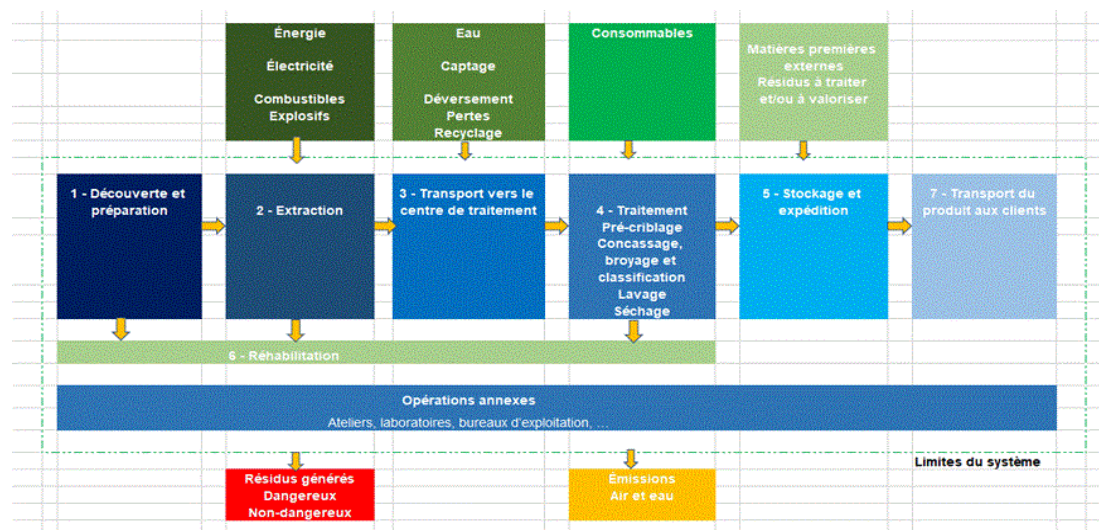 Énergie
Électricité
Combustibles
Explosifs
Eau
Captage
Déversement
Pertes
Recyclage
Consommables
Matières premières
externes
Résidus à traiter
et/ou à valoriser
1 - Découverte et
préparation
2 - Extraction
3 - Transport vers le
centre de traitement
4 - Traitement
Pré-criblage
Concassage,
broyage et
classification
Lavage
Séchage
5 - Stockage et
expédition
7 - Transport du
produit aux clients
6 - Réhabilitation
Opérations annexes
Ateliers, laboratoires, bureaux d'exploitation, ...
Limites du système
Résidus générés
Dangereux
Non-dangereux
Émissions
Air et eau